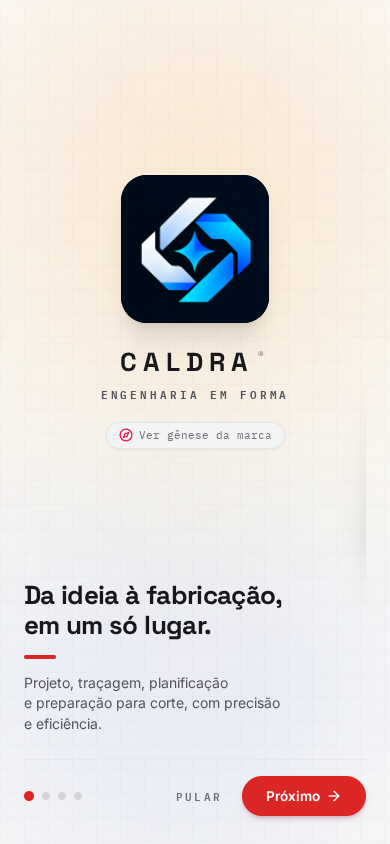 CALDRA ®
ENGENHARIA EM FORMA
Ver gênese da marca
Da ideia à fabricação,
em um só lugar.
Projeto, traçagem, planificação
e preparação para corte, com precisão
e eficiência.
PULAR
Próximo →